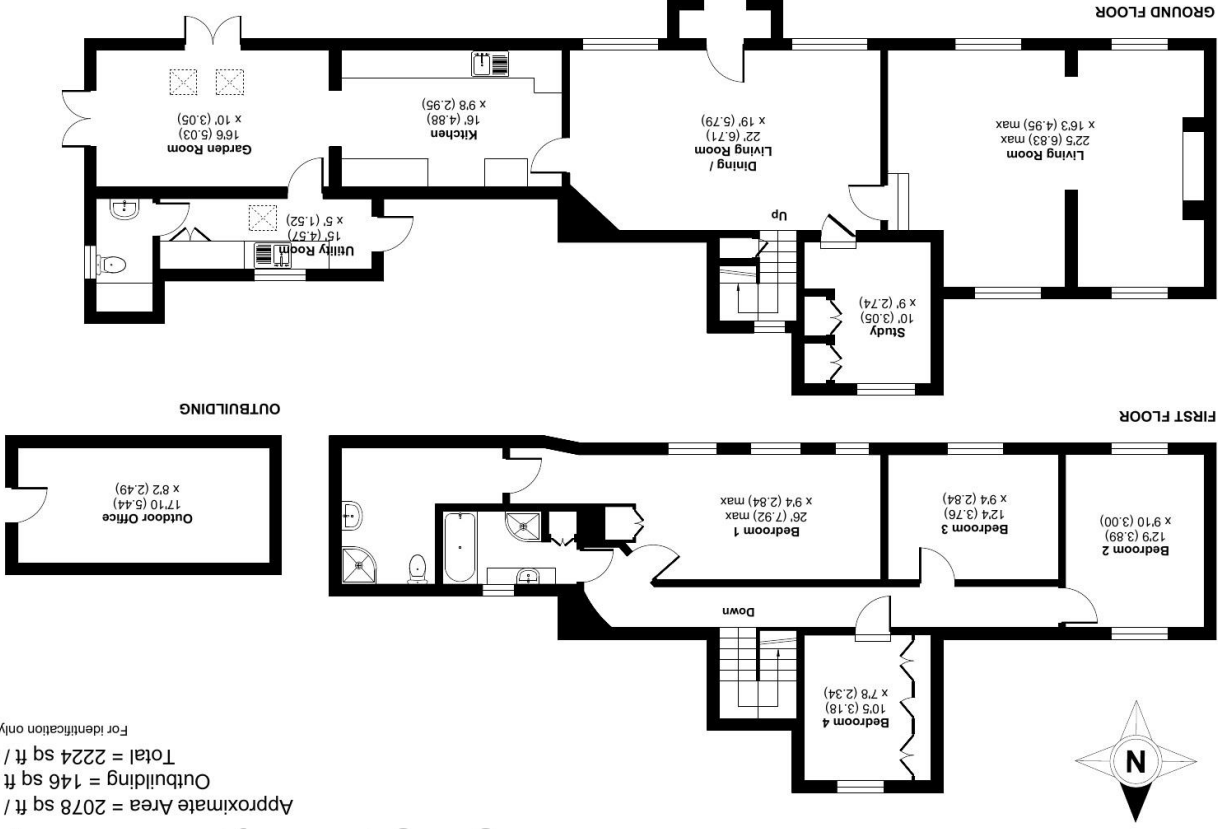 Approximate Area = 2078 sq ft /
Outbuilding = 146 sq ft
Total = 2224 sq ft /
For identification only
N
Bedroom 4
10'5 (3.18)
x 7'8 (2.34)
Down
Bedroom 2
12'9 (3.89)
x 9'10 (3.00)
Bedroom 3
12'4 (3.76)
x 9'4 (2.84)
Bedroom 1
26' (7.92) max
x 9'4 (2.84) max
Outdoor Office
17'10 (5.44)
x 8'2 (2.49)
FIRST FLOOR
OUTBUILDING
Study
10' (3.05)
x 9' (2.74)
Up
Utility Room
15' (4.57)
x 5' (1.52)
Living Room
22'5 (6.83) max
x 16'3 (4.95) max
Dining /
Living Room
22' (6.71)
x 19' (5.79)
Kitchen
16' (4.88)
x 9'8 (2.95)
Garden Room
16'6 (5.03)
x 10' (3.05)
GROUND FLOOR